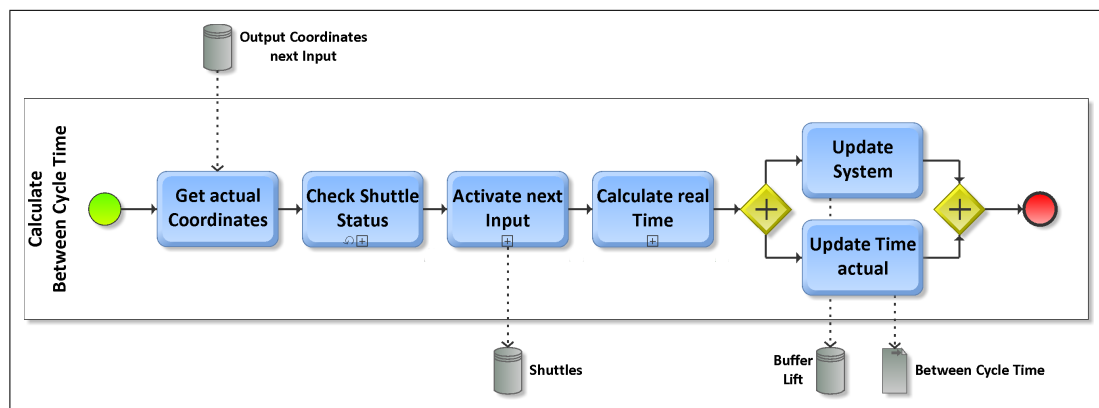 Output Coordinates
next Input
Calculate
Between Cycle Time
Get actual
Coordinates
Check Shuttle
Status
Activate next
Input
Calculate real
Time
Update
System
Update Time
actual
Shuttles
Buffer
Lift
Between Cycle Time